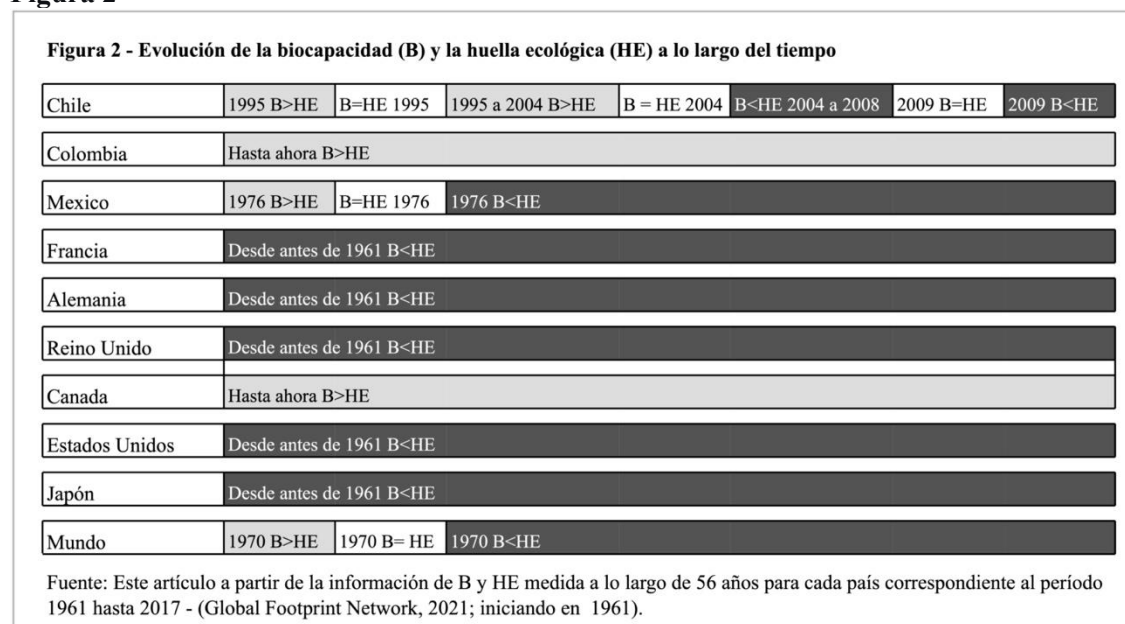 Figura 2 - Evolución de la biocapacidad (B) y la huella ecológica (HE) a lo largo del tiempo
Chile 1995 B>HE B=HE 1995 1995 a 2004 B>HE B = HE 2004 B<HE 2004 a 2008 2009 B=HE 2009 B<HE
Colombia Hasta ahora B>HE
Mexico 1976 B>HE B=HE 1976 1976 B<HE
Francia Desde antes de 1961 B<HE
Alemania Desde antes de 1961 B<HE
Reino Unido Desde antes de 1961 B<HE
Canada Hasta ahora B>HE
Estados Unidos Desde antes de 1961 B<HE
Japón Desde antes de 1961 B<HE
Mundo 1970 B>HE 1970 B= HE 1970 B<HE
Fuente: Este artículo a partir de la información de B y HE medida a lo largo de 56 años para cada país correspondiente al período
1961 hasta 2017 - (Global Footprint Network, 2021; iniciando en 1961).